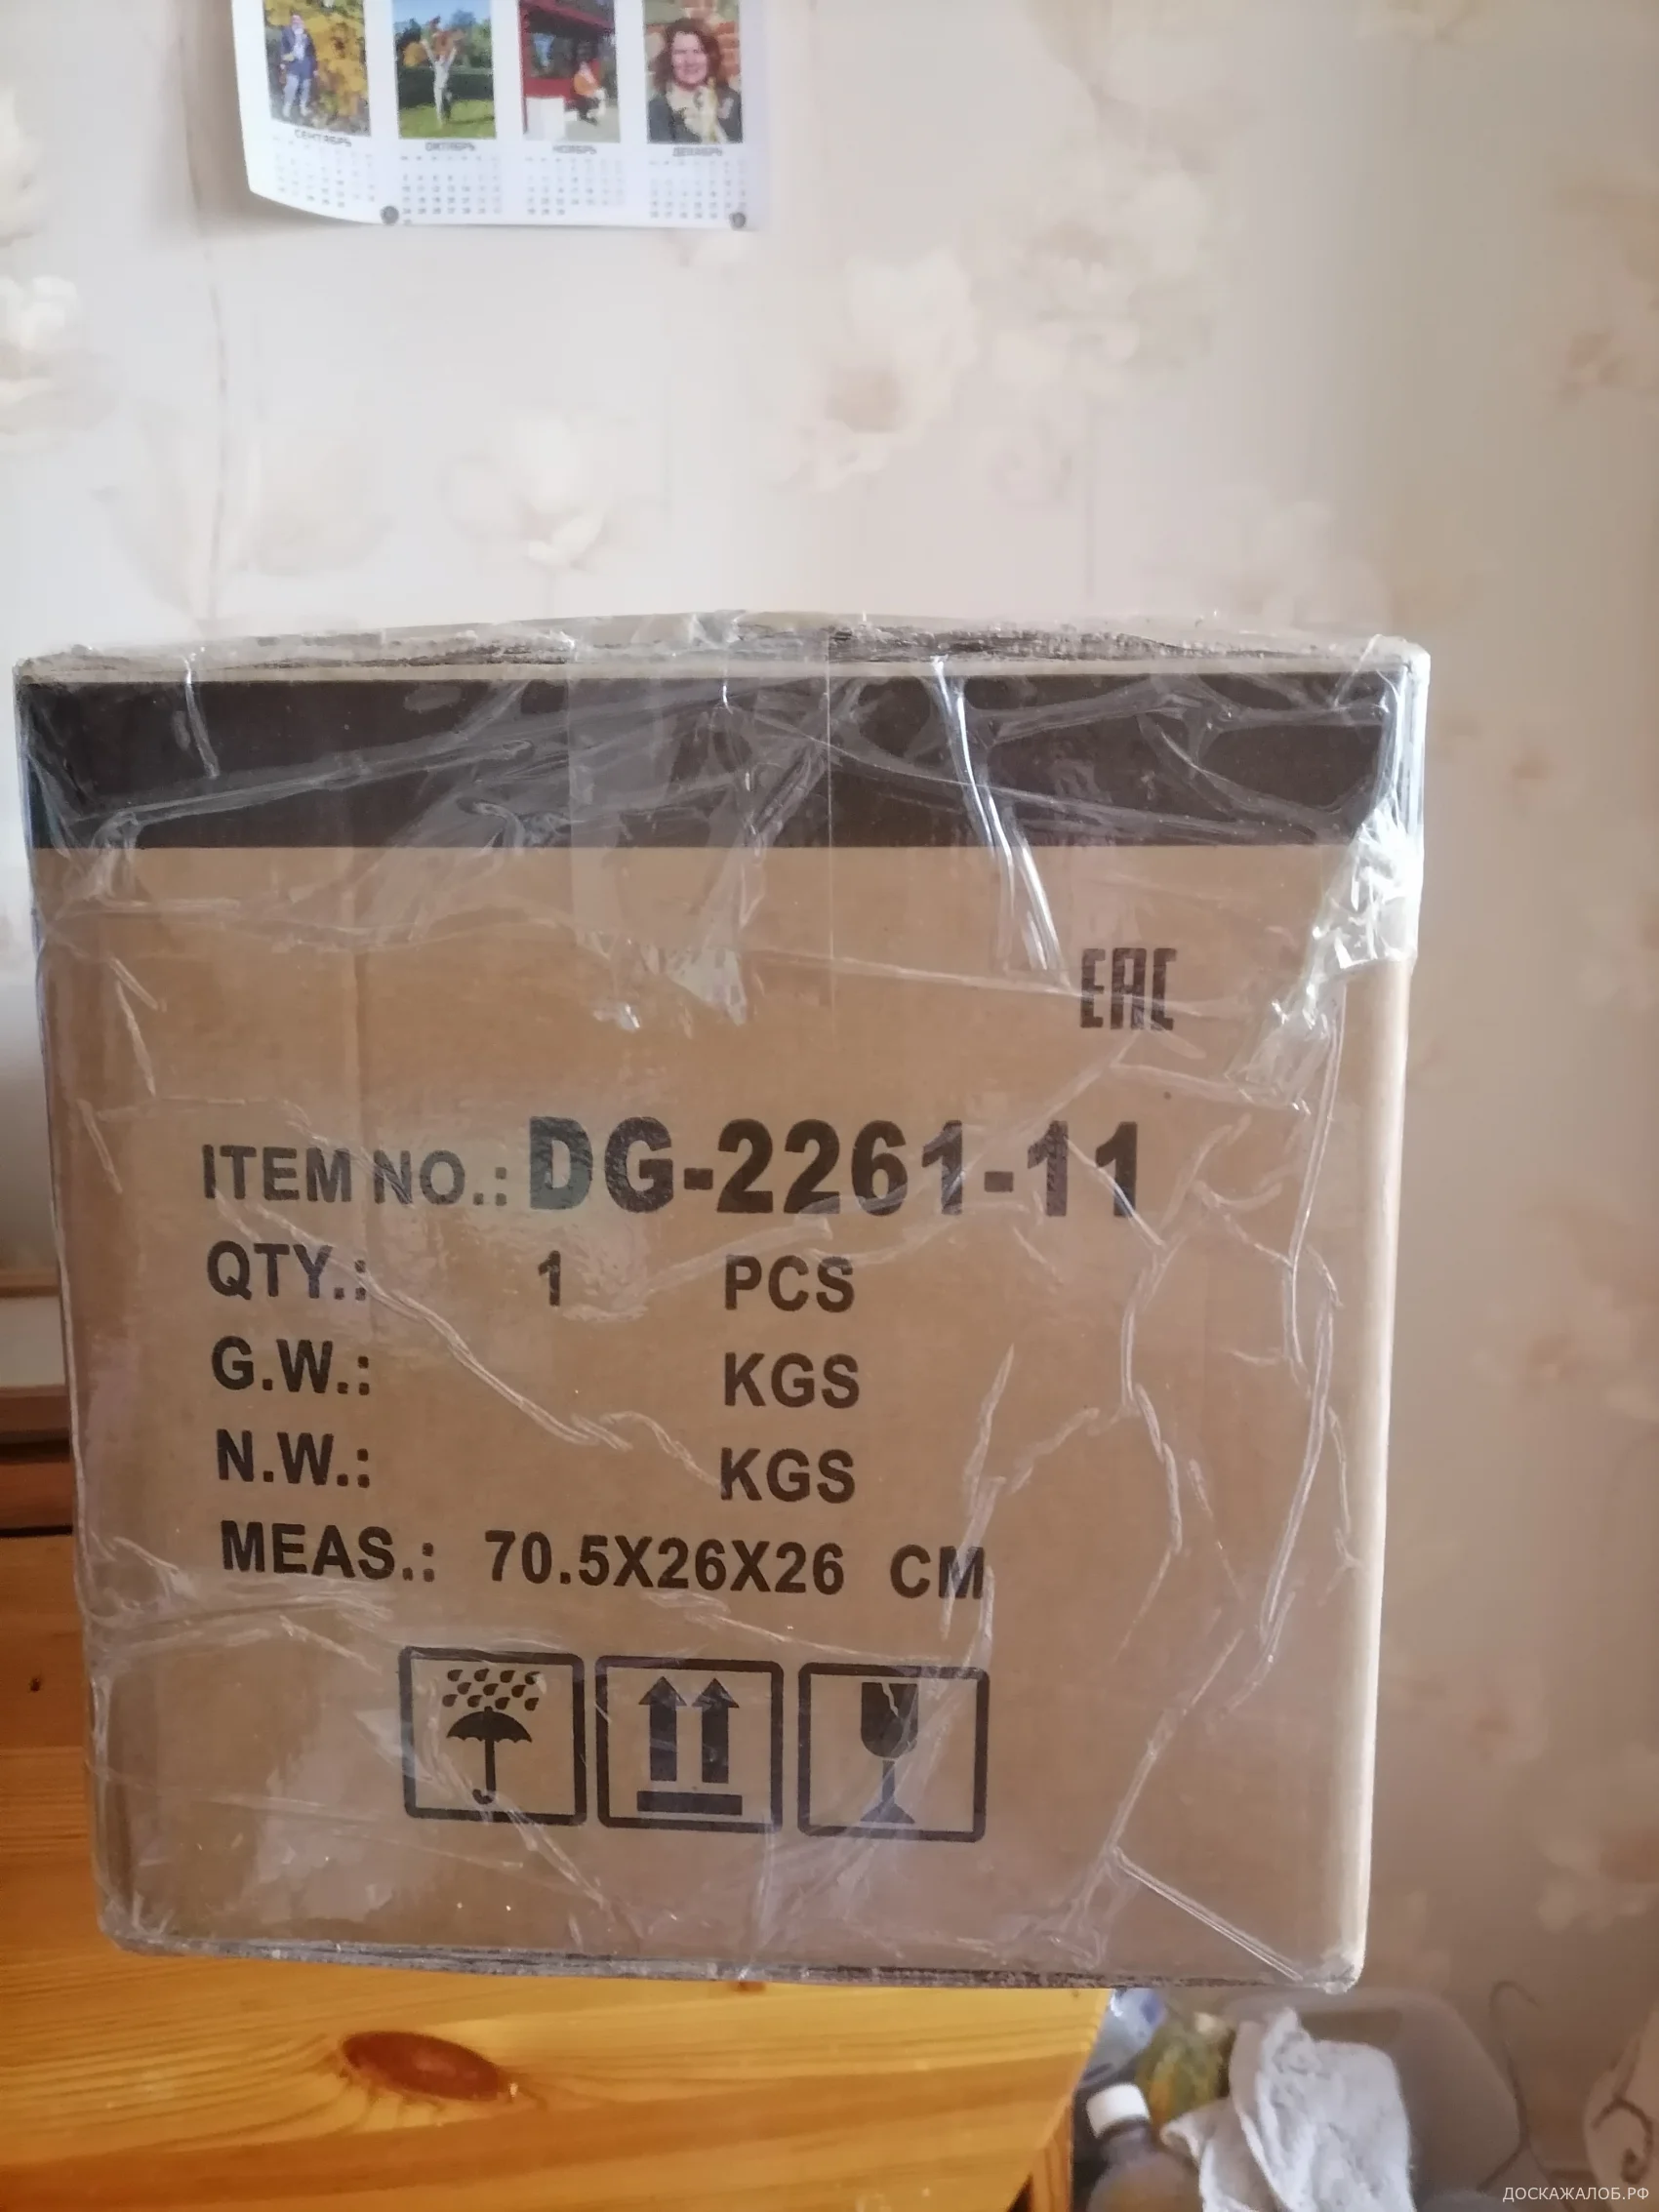 СЕНТЯБРЬ ОКТЯБРЬ НОЯБРЬ ДЕКАБРЬ
EAC
ITEM NO.: DG-2261-11
QTY.: 1 PCS
G.W.: KGS
N.W.: KGS
MEAS.: 70.5X26X26 CM
ДОСКАЖАЛОБ.РФ